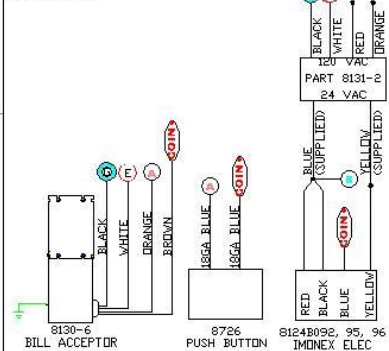 BLACK
WHITE
RED
ORANGE
120 VAC
PART 8131-2
24 VAC
BLUE
(SUPPLIED)
YELLOW
(SUPPLIED)
COIN
G
(E)
A
A
COIN
B
COIN
BLACK
WHITE
ORANGE
BROWN
18GA BLUE
18GA BLUE
RED
BLACK
BLUE
YELLOW
8130-6
BILL ACCEPTOR
8726
PUSH BUTTON
8124B092, 95, 96
IMONEX ELEC